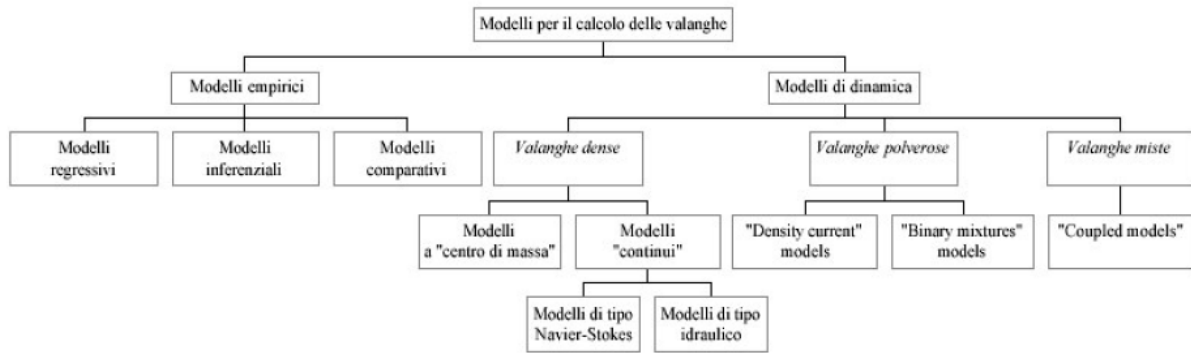 Modelli per il calcolo delle valanghe
Modelli empirici
Modelli di dinamica
Modelli
regressivi
Modelli
inferenziali
Modelli
comparativi
Valanghe dense
Valanghe polverose
Valanghe miste
Modelli
a "centro di massa"
Modelli
"continui"
"Density current"
models
"Binary mixtures"
models
"Coupled models"
Modelli di tipo
Navier-Stokes
Modelli di tipo
idraulico